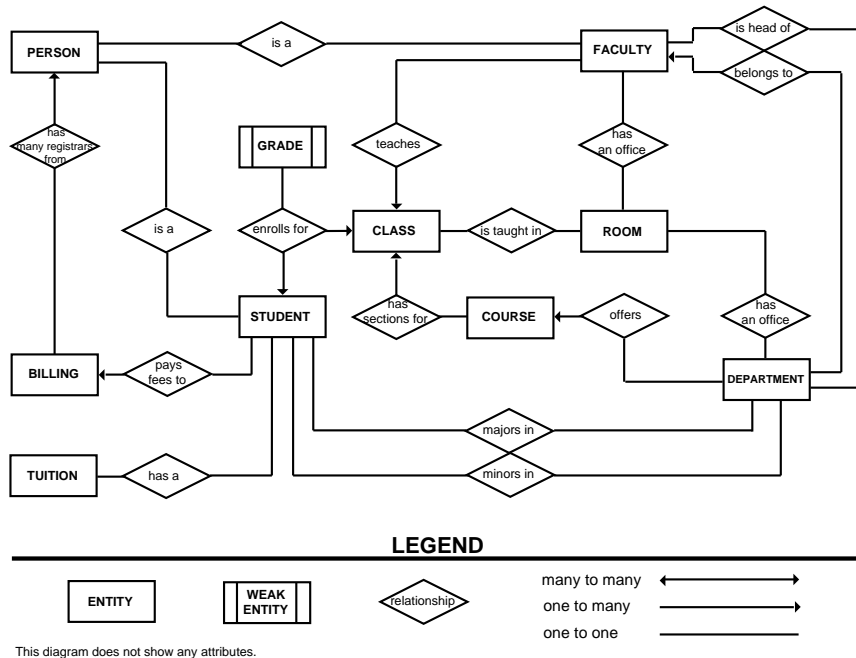 PERSON
is a
FACULTY
is head of
belongs to
has
many registrars
from
GRADE
teaches
has
an office
is a
enrolls for
CLASS
is taught in
ROOM
STUDENT
has
sections for
COURSE
offers
has
an office
BILLING
pays
fees to
DEPARTMENT
majors in
TUITION
has a
minors in
LEGEND
ENTITY
WEAK
ENTITY
relationship
many to many
one to many
one to one
This diagram does not show any attributes.